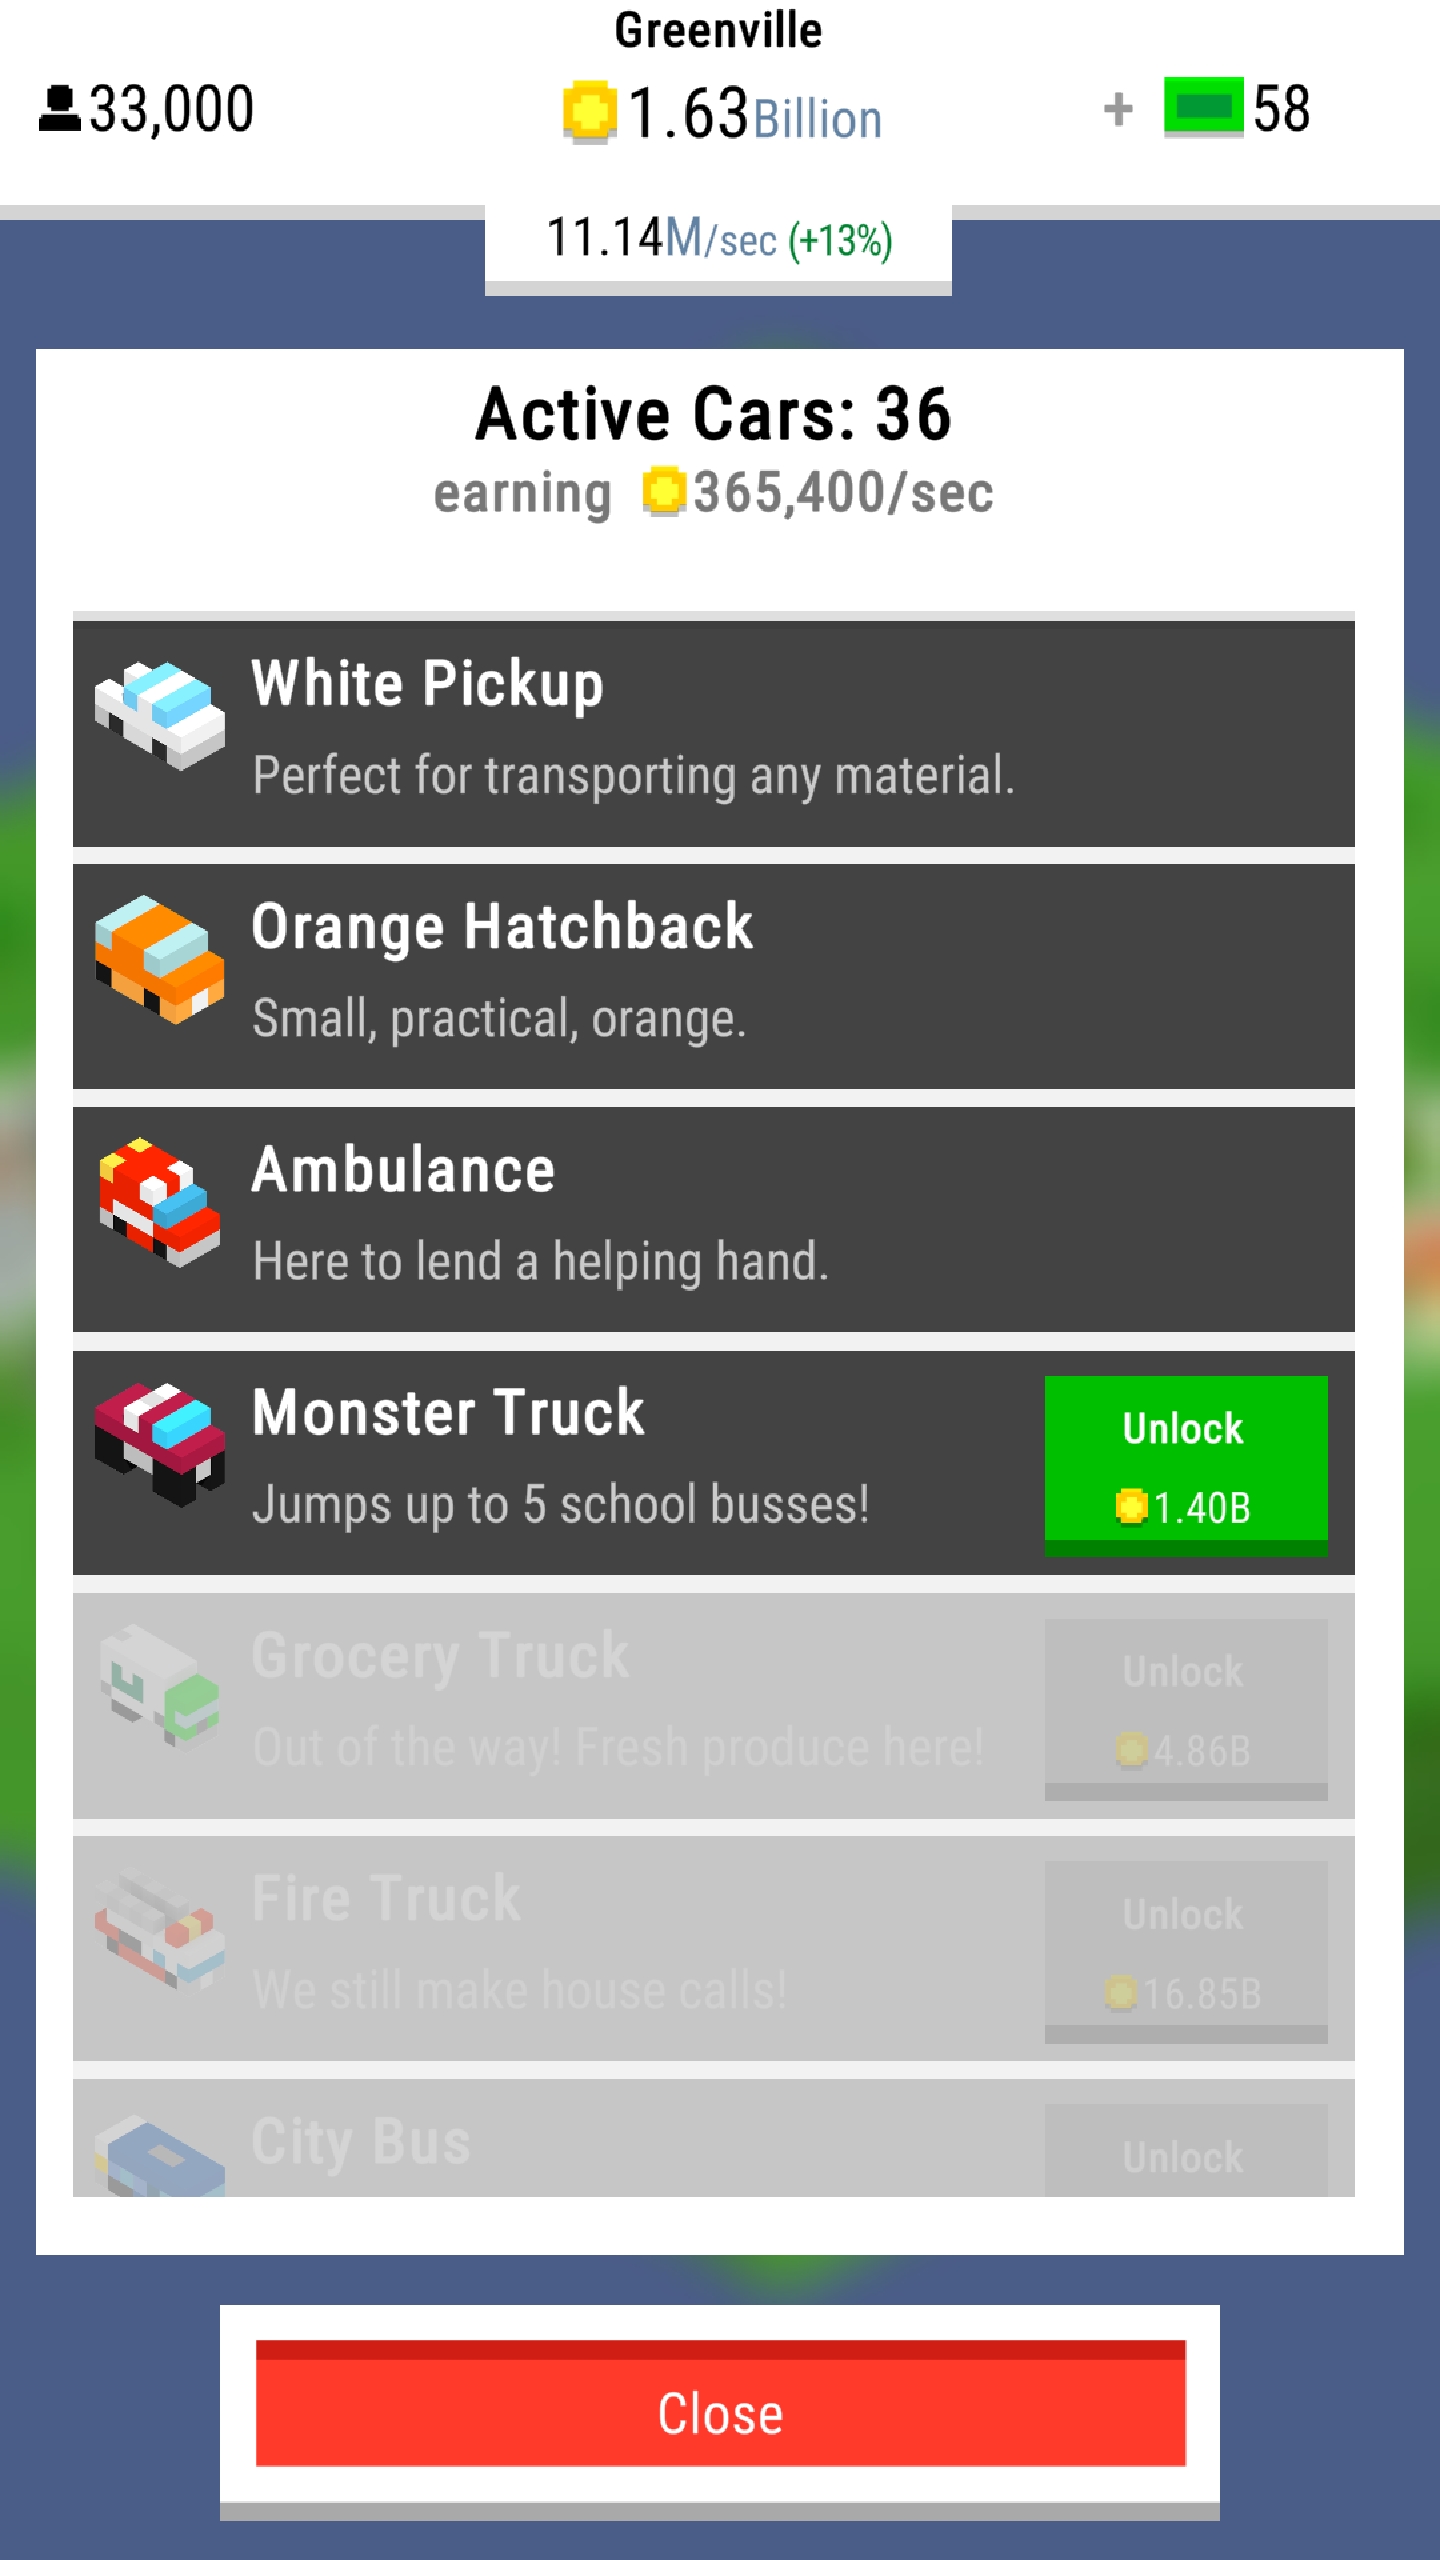 Greenville
33,000
1.63Billion
+ 58
11.14M/sec (+13%)
Active Cars: 36
earning 365,400/sec
White Pickup
Perfect for transporting any material.
Orange Hatchback
Small, practical, orange.
Ambulance
Here to lend a helping hand.
Monster Truck
Jumps up to 5 school busses!
Unlock
1.40B
Grocery Truck
Out of the way! Fresh produce here!
Unlock
4.86B
Fire Truck
We still make house calls!
Unlock
16.85B
City Bus
Unlock
Close